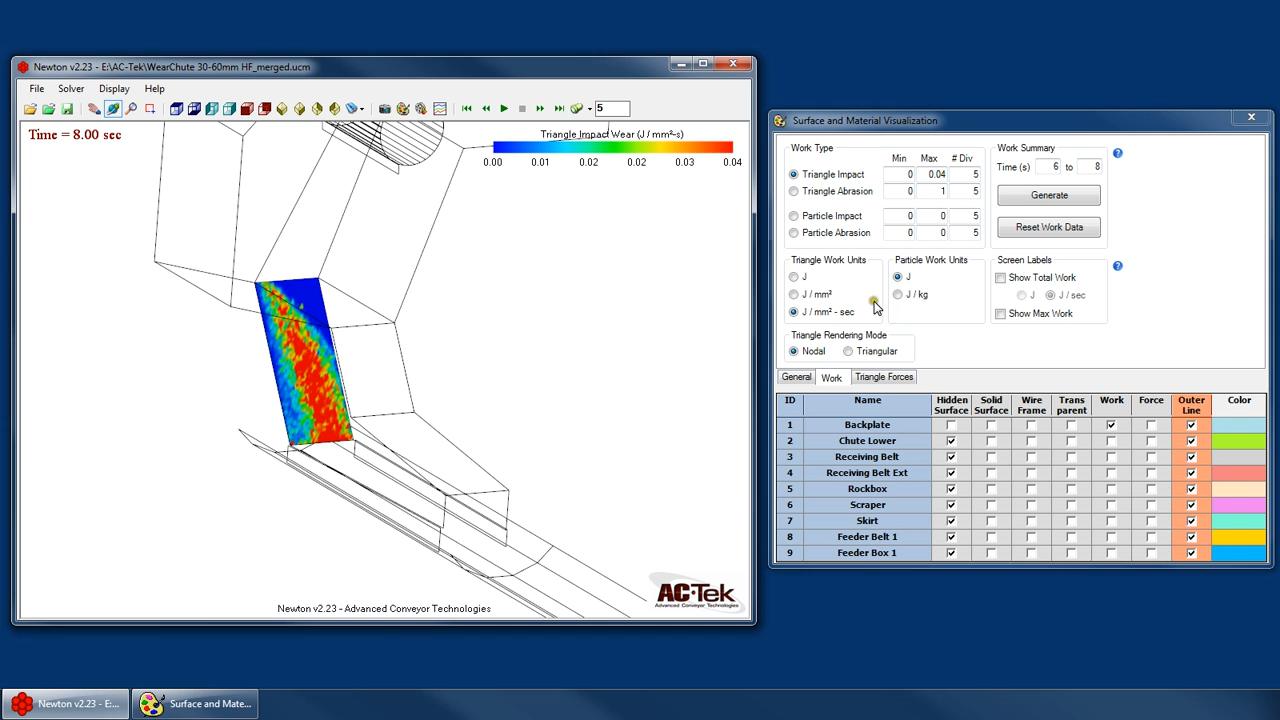 Newton v2.23 - E:\AC-Tek\WearChute 30-60mm HF_merged.ucm
File Solver Display Help
5
Time = 8.00 sec
Triangle Impact Wear (J / mm²-s)
0.00 0.01 0.02 0.03 0.04
AC-Tek
Advanced Conveyor Technologies
Newton v2.23 - Advanced Conveyor Technologies
Surface and Material Visualization
Work Type
Min Max # Div
Triangle Impact 0 0.04 5
Triangle Abrasion 0 1 5
Particle Impact 0 0 5
Particle Abrasion 0 0 5
Work Summary
Time (s) 6 to 8
Generate
Reset Work Data
Triangle Work Units
J
J / mm²
J / mm² - sec
Particle Work Units
J
J / kg
Screen Labels
Show Total Work
J J / sec
Show Max Work
Triangle Rendering Mode
Nodal Triangular
General Work Triangle Forces
ID Name Hidden Surface Solid Surface Wire Frame Trans parent Work Force Outer Line Color
1 Backplate
2 Chute Lower
3 Receiving Belt
4 Receiving Belt Ext
5 Rockbox
6 Scraper
7 Skirt
8 Feeder Belt 1
9 Feeder Box 1
Newton v2.23 - E:...
Surface and Mate...